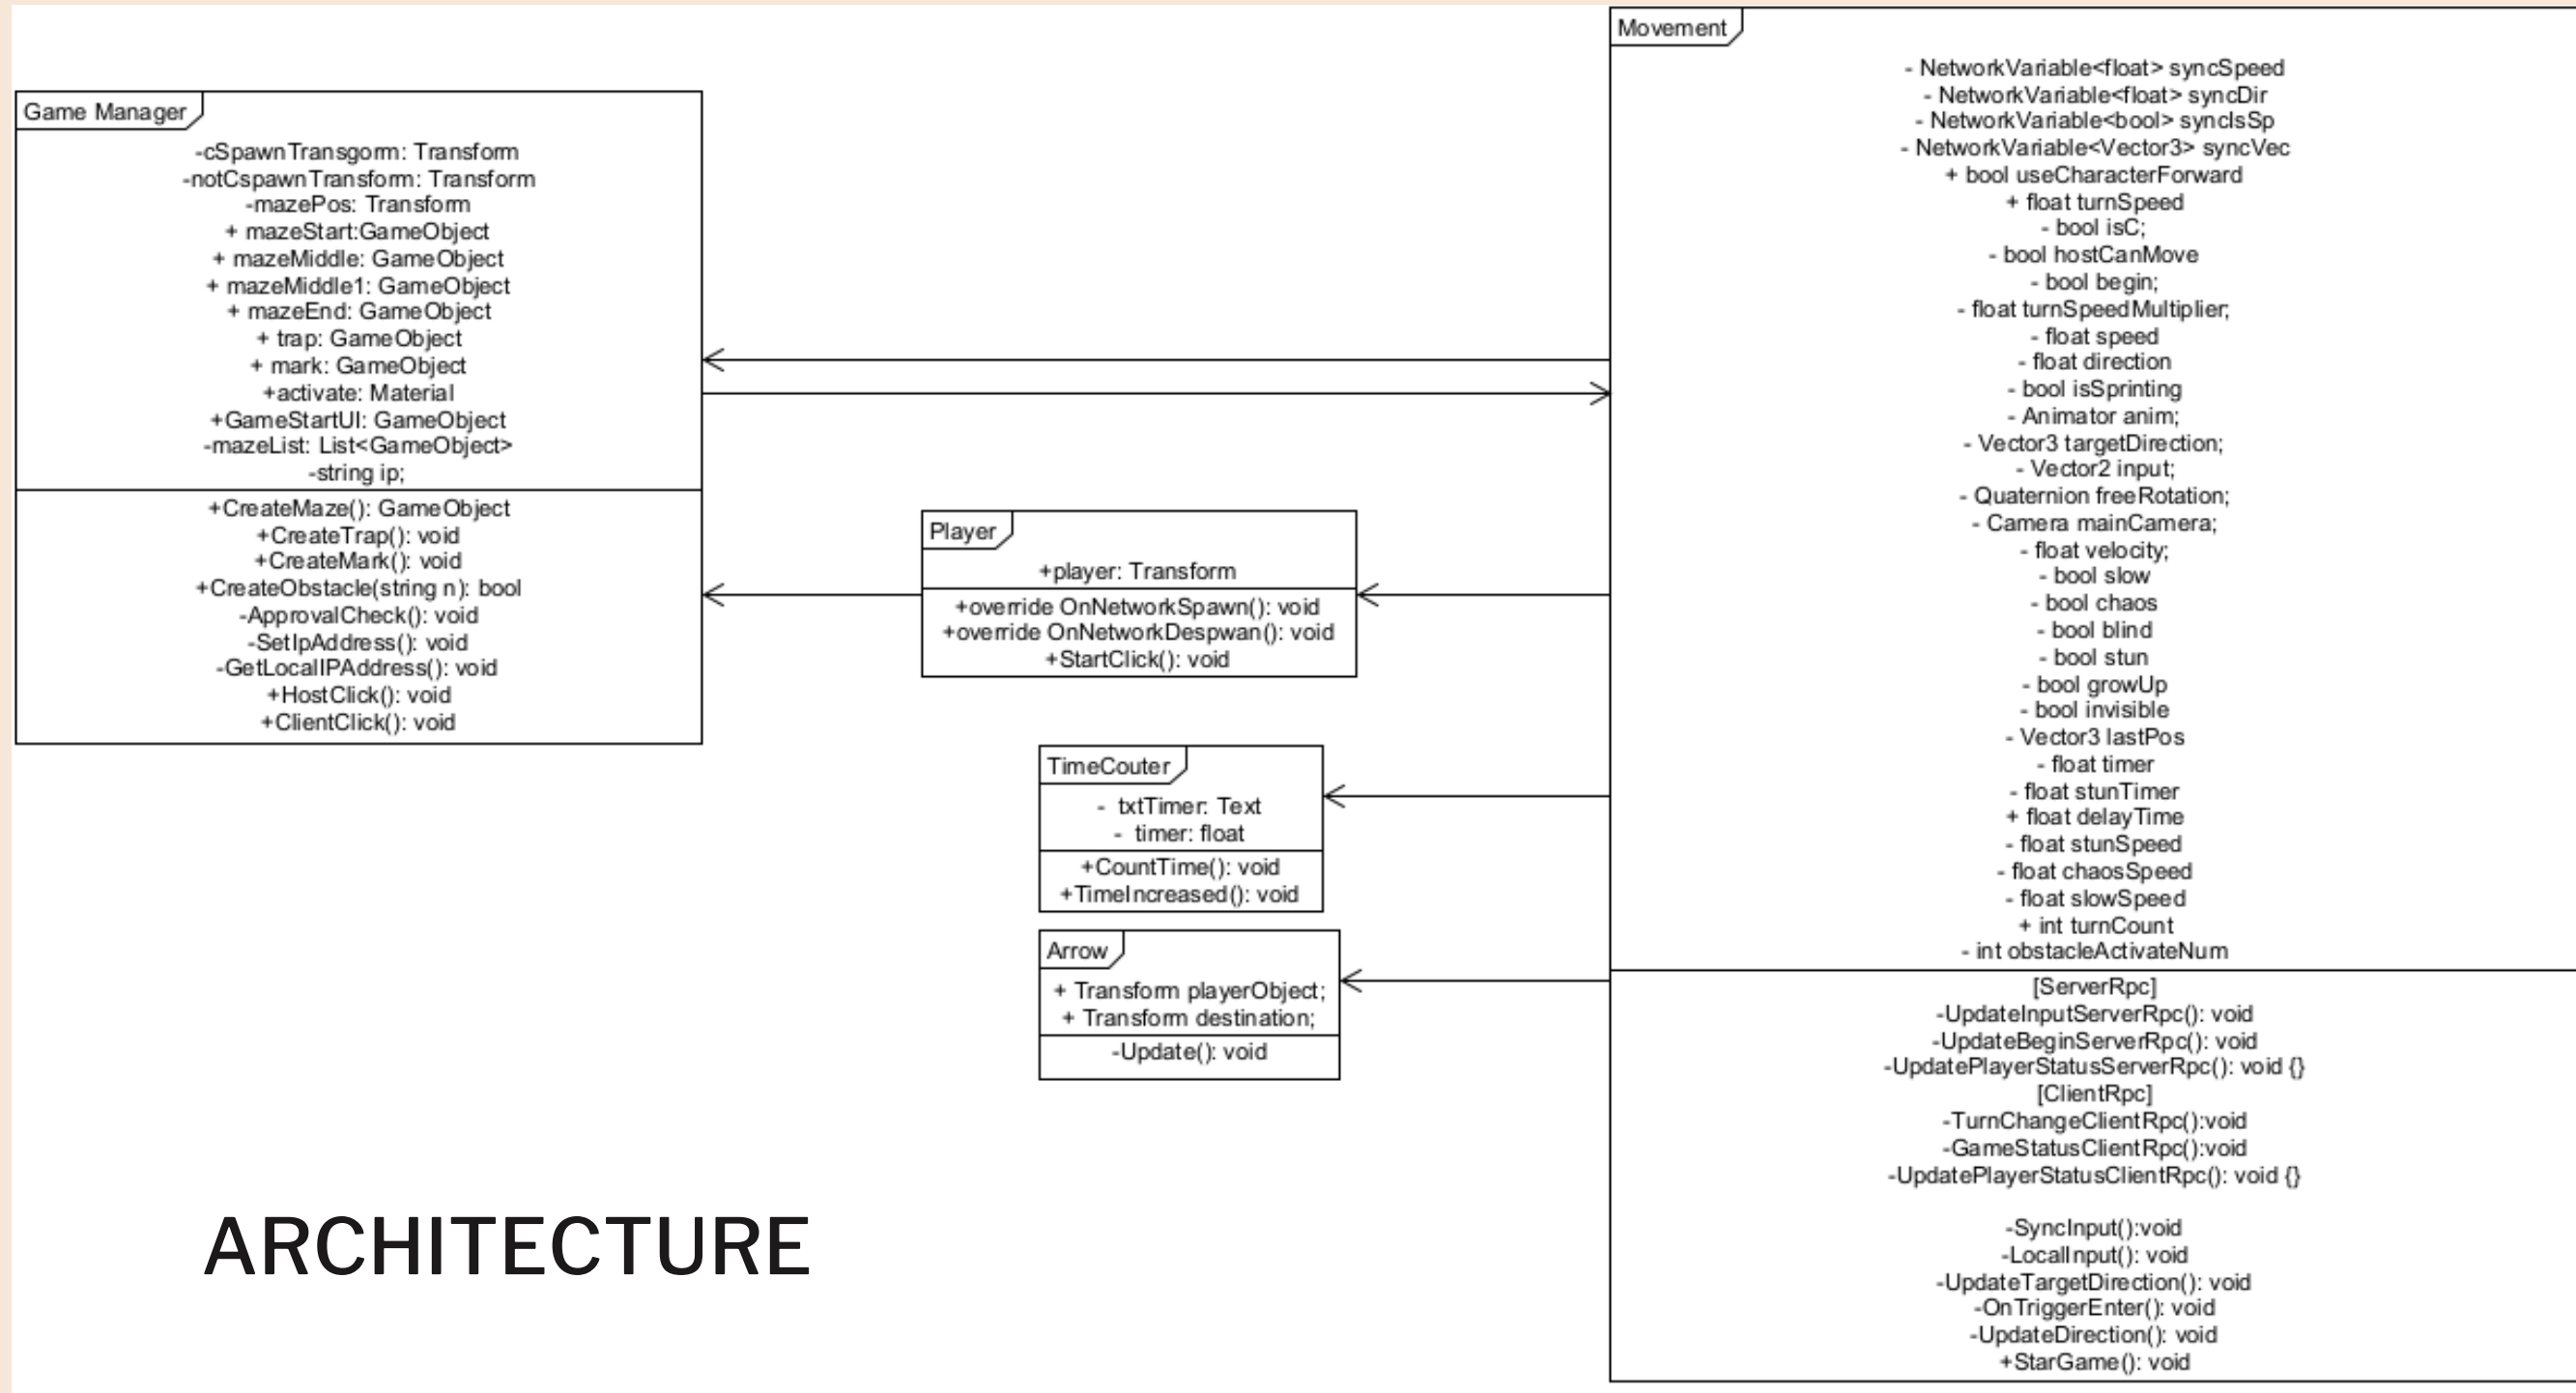 Game Manager
-cSpawnTransgorm: Transform
-notCspawnTransform: Transform
-mazePos: Transform
+ mazeStart:GameObject
+ mazeMiddle: GameObject
+ mazeMiddle1: GameObject
+ mazeEnd: GameObject
+ trap: GameObject
+ mark: GameObject
+activate: Material
+GameStartUI: GameObject
-mazeList: List<GameObject>
-string ip;
+CreateMaze(): GameObject
+CreateTrap(): void
+CreateMark(): void
+CreateObstacle(string n): bool
-ApprovalCheck(): void
-SetIpAddress(): void
-GetLocalIPAddress(): void
+HostClick(): void
+ClientClick(): void
Player
+player: Transform
+override OnNetworkSpawn(): void
+override OnNetworkDespwan(): void
+StartClick(): void
TimeCouter
- txtTimer: Text
- timer: float
+CountTime(): void
+TimeIncreased(): void
Arrow
+ Transform playerObject;
+ Transform destination;
-Update(): void
Movement
- NetworkVariable<float> syncSpeed
- NetworkVariable<float> syncDir
- NetworkVariable<bool> syncIsSp
- NetworkVariable<Vector3> syncVec
+ bool useCharacterForward
+ float turnSpeed
- bool isC;
- bool hostCanMove
- bool begin;
- float turnSpeedMultiplier;
- float speed
- float direction
- bool isSprinting
- Animator anim;
- Vector3 targetDirection;
- Vector2 input;
- Quaternion freeRotation;
- Camera mainCamera;
- float velocity;
- bool slow
- bool chaos
- bool blind
- bool stun
- bool growUp
- bool invisible
- Vector3 lastPos
- float timer
- float stunTimer
+ float delayTime
- float stunSpeed
- float chaosSpeed
- float slowSpeed
+ int turnCount
- int obstacleActivateNum
[ServerRpc]
-UpdateInputServerRpc(): void
-UpdateBeginServerRpc(): void
-UpdatePlayerStatusServerRpc(): void {}
[ClientRpc]
-TurnChangeClientRpc():void
-GameStatusClientRpc():void
-UpdatePlayerStatusClientRpc(): void {}
-SyncInput():void
-LocalInput(): void
-UpdateTargetDirection(): void
-OnTriggerEnter(): void
-UpdateDirection(): void
+StarGame(): void
ARCHITECTURE